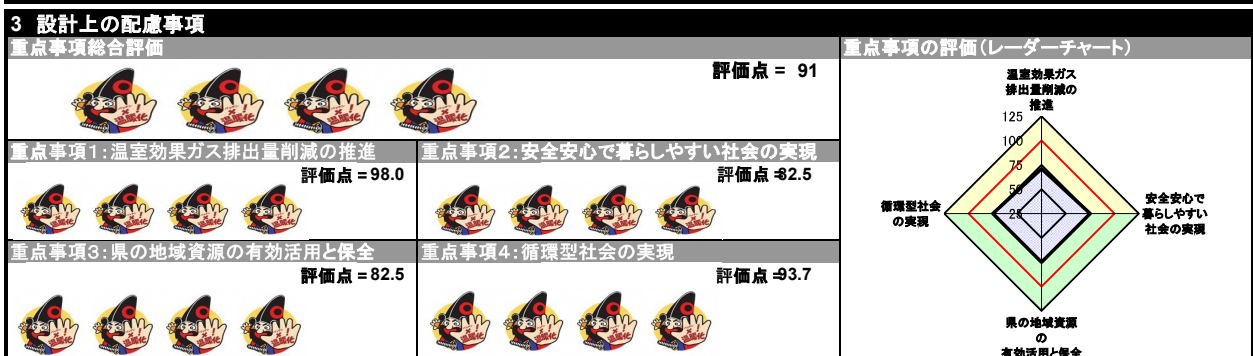 3 設計上の配慮事項
重点事項総合評価
評価点 = 91
重点事項1:温室効果ガス排出量削減の推進
評価点 = 98.0
重点事項2:安全安心で暮らしやすい社会の実現
評価点 =82.5
重点事項3:県の地域資源の有効活用と保全
評価点 = 82.5
重点事項4:循環型社会の実現
評価点 =93.7
重点事項の評価(レーダーチャート)
温室効果ガス
排出量削減の
推進
125
100
75
50
25
循環型社会
の実現
安全安心で
暮らしやすい
社会の実現
県の地域資源
の
有効活用と保全